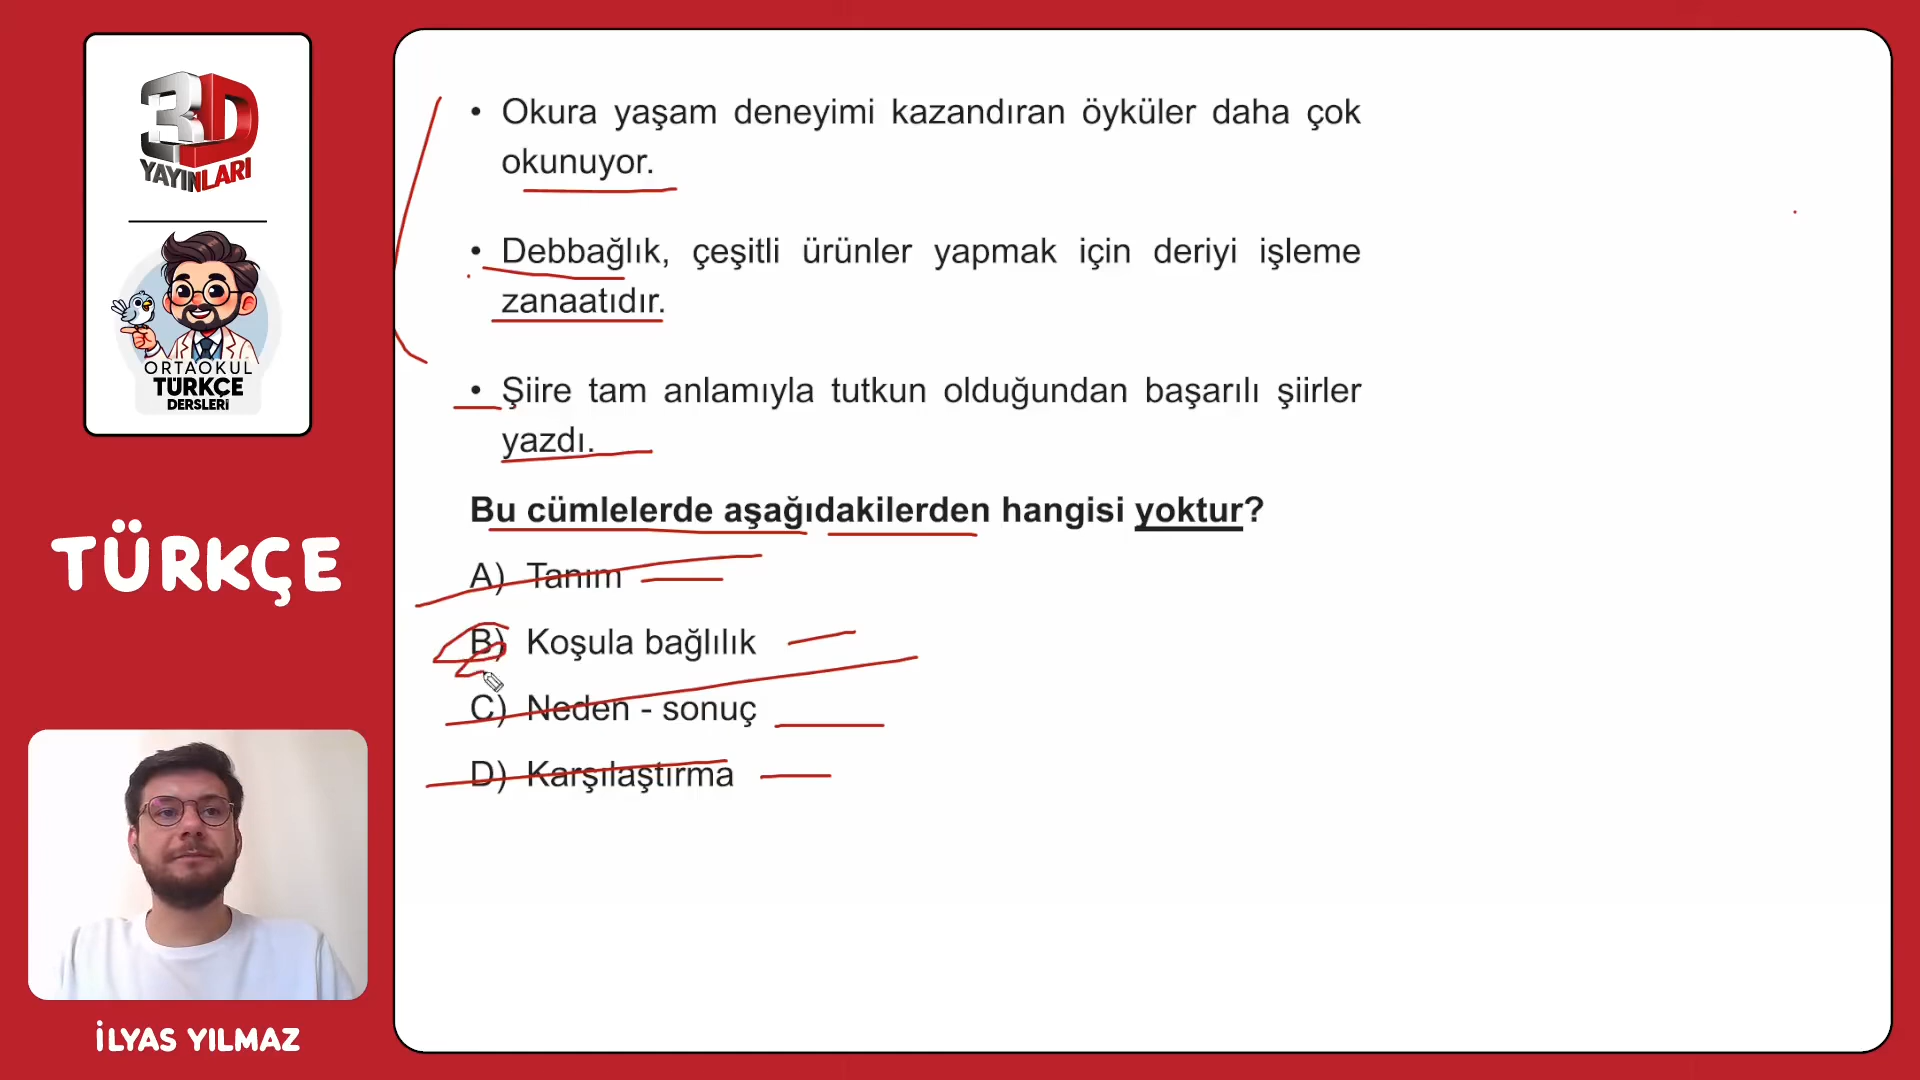 3D
YAYINLARI
ORTAOKUL
TÜRKÇE
DERSLERİ
TÜRKÇE
İLYAS YILMAZ
• Okura yaşam deneyimi kazandıran öyküler daha çok
okunuyor.
• Debbağlık, çeşitli ürünler yapmak için deriyi işleme
zanaatıdır.
• Şiire tam anlamıyla tutkun olduğundan başarılı şiirler
yazdı.
Bu cümlelerde aşağıdakilerden hangisi yoktur?
A) Tanım
B) Koşula bağlılık
C) Neden - sonuç
D) Karşılaştırma